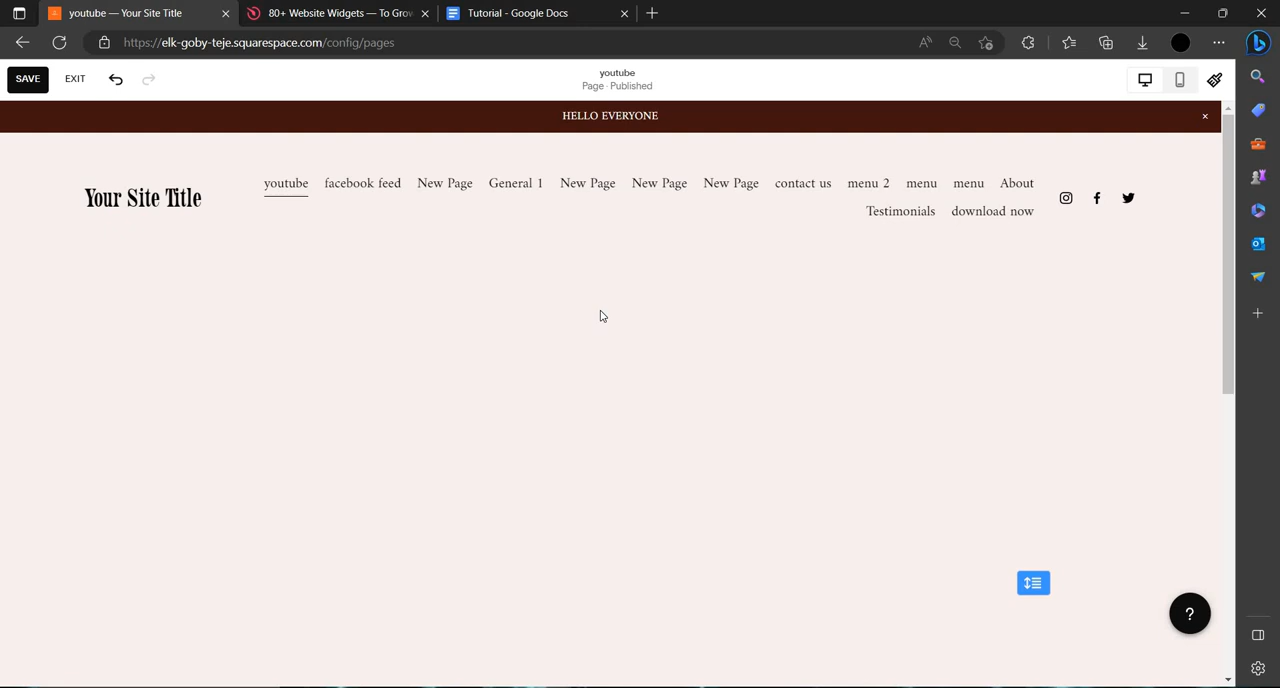 youtube — Your Site Title
80+ Website Widgets — To Grow
Tutorial - Google Docs
https://elk-goby-teje.squarespace.com/config/pages
SAVE EXIT
youtube
Page · Published
HELLO EVERYONE
Your Site Title
youtube facebook feed New Page General 1 New Page New Page New Page contact us menu 2 menu menu About
Testimonials download now
?